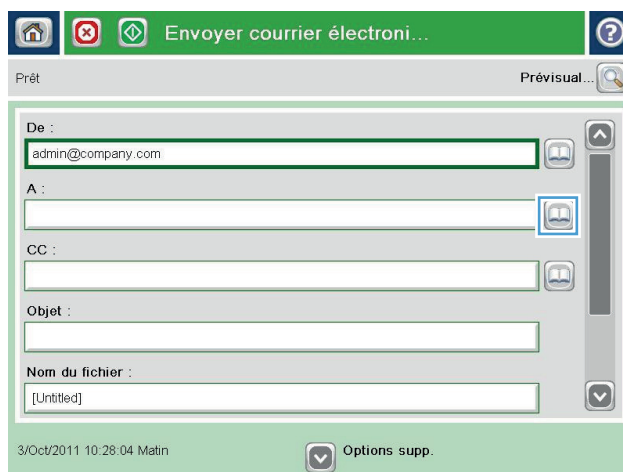 Envoyer courrier électroni...
Prêt
Prévisual...
De :
admin@company.com
A :
CC :
Objet :
Nom du fichier :
[Untitled]
3/Oct/2011 10:28:04 Matin
Options supp.